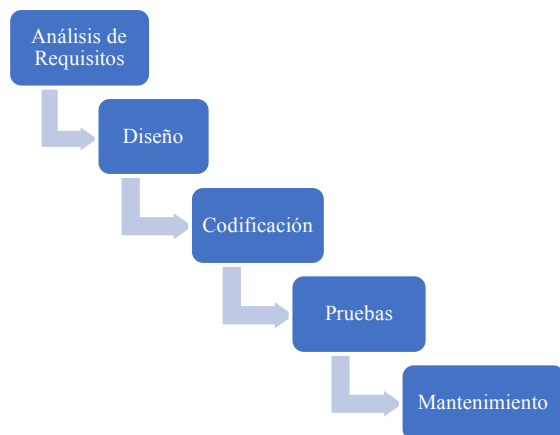 Análisis de
Requisitos
Diseño
Codificación
Pruebas
Mantenimiento